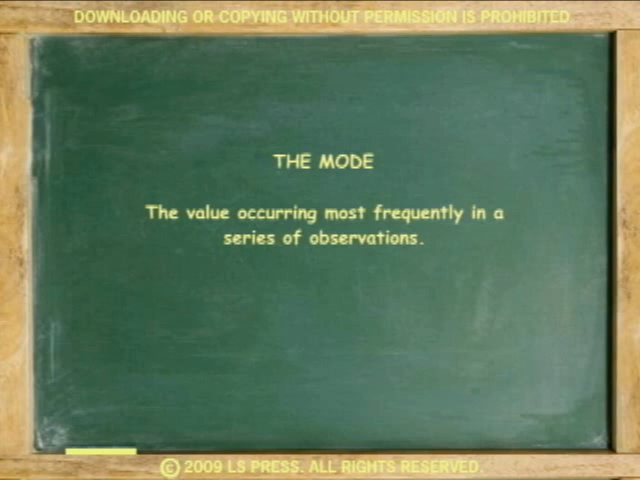 DOWNLOADING OR COPYING WITHOUT PERMISSION IS PROHIBITED
THE MODE
The value occurring most frequently in a
series of observations.
© 2009 LS PRESS. ALL RIGHTS RESERVED.